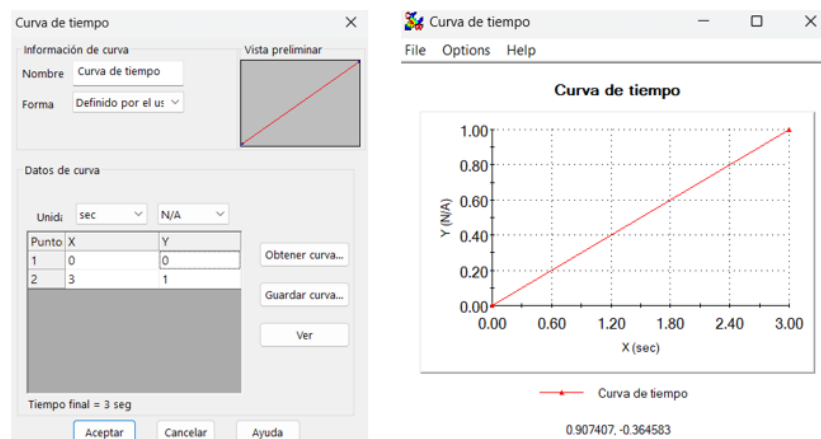 Curva de tiempo
Información de curva
Nombre Curva de tiempo
Forma Definido por el us
Vista preliminar
Datos de curva
Unid: sec N/A
Punto X Y
1 0 0
2 3 1
Obtener curva...
Guardar curva...
Ver
Tiempo final = 3 seg
Aceptar Cancelar Ayuda
Curva de tiempo
File Options Help
Curva de tiempo
Y (N/A)
1.00
0.80
0.60
0.40
0.20
0.00
0.00 0.60 1.20 1.80 2.40 3.00
X (sec)
Curva de tiempo
0.907407, -0.364583